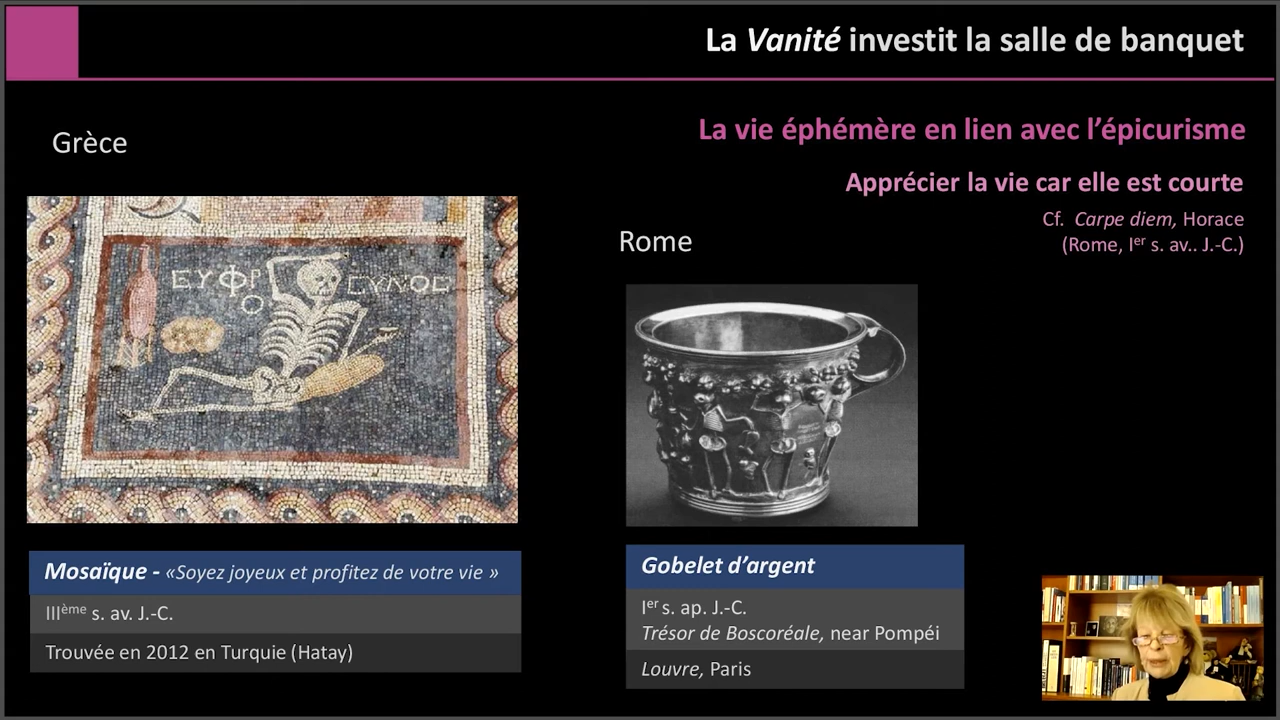 La Vanité investit la salle de banquet
Grèce
La vie éphémère en lien avec l’épicurisme
Apprécier la vie car elle est courte
Cf. Carpe diem, Horace
(Rome, Ier s. av.. J.-C.)
Rome
ΕΥΦΡ
Ο
CΥΝΟC
Mosaïque - «Soyez joyeux et profitez de votre vie »
IIIème s. av. J.-C.
Trouvée en 2012 en Turquie (Hatay)
Gobelet d’argent
Ier s. ap. J.-C.
Trésor de Boscoréale, near Pompéi
Louvre, Paris